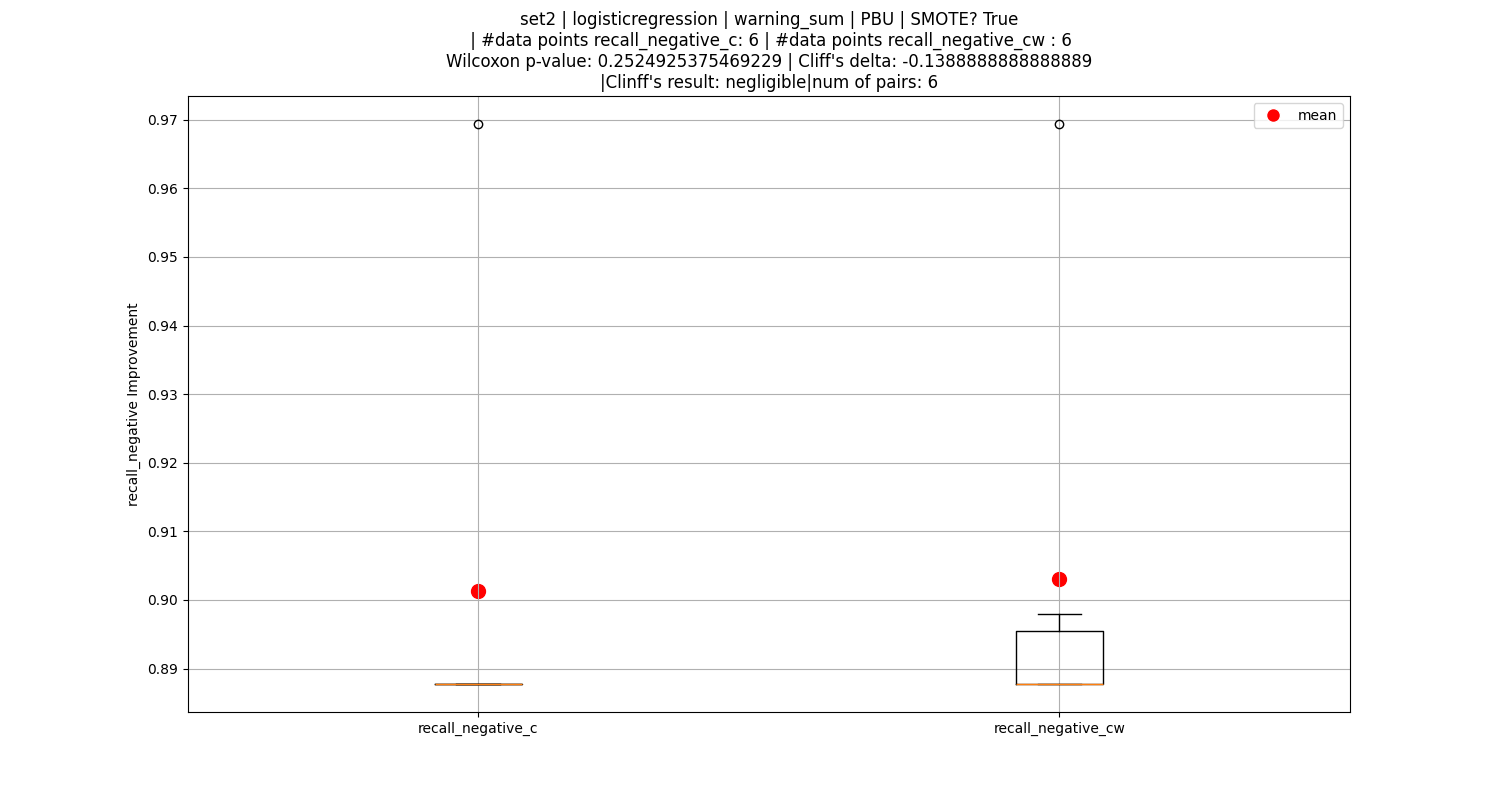 set2 | logisticregression | warning_sum | PBU | SMOTE? True
| #data points recall_negative_c: 6 | #data points recall_negative_cw : 6
Wilcoxon p-value: 0.2524925375469229 | Cliff's delta: -0.1388888888888889
|Clinff's result: negligible|num of pairs: 6
mean
recall_negative Improvement
0.97
0.96
0.95
0.94
0.93
0.92
0.91
0.90
0.89
recall_negative_c
recall_negative_cw